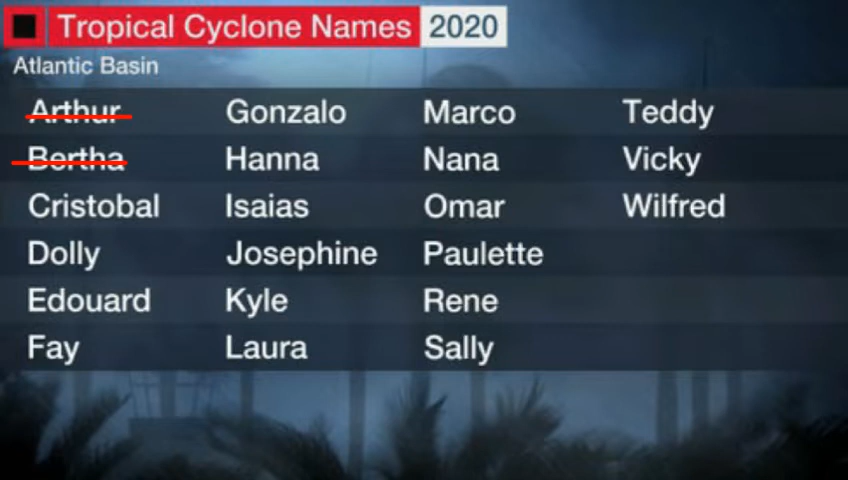 Tropical Cyclone Names 2020
Atlantic Basin
Arthur Gonzalo Marco Teddy
Bertha Hanna Nana Vicky
Cristobal Isaias Omar Wilfred
Dolly Josephine Paulette
Edouard Kyle Rene
Fay Laura Sally